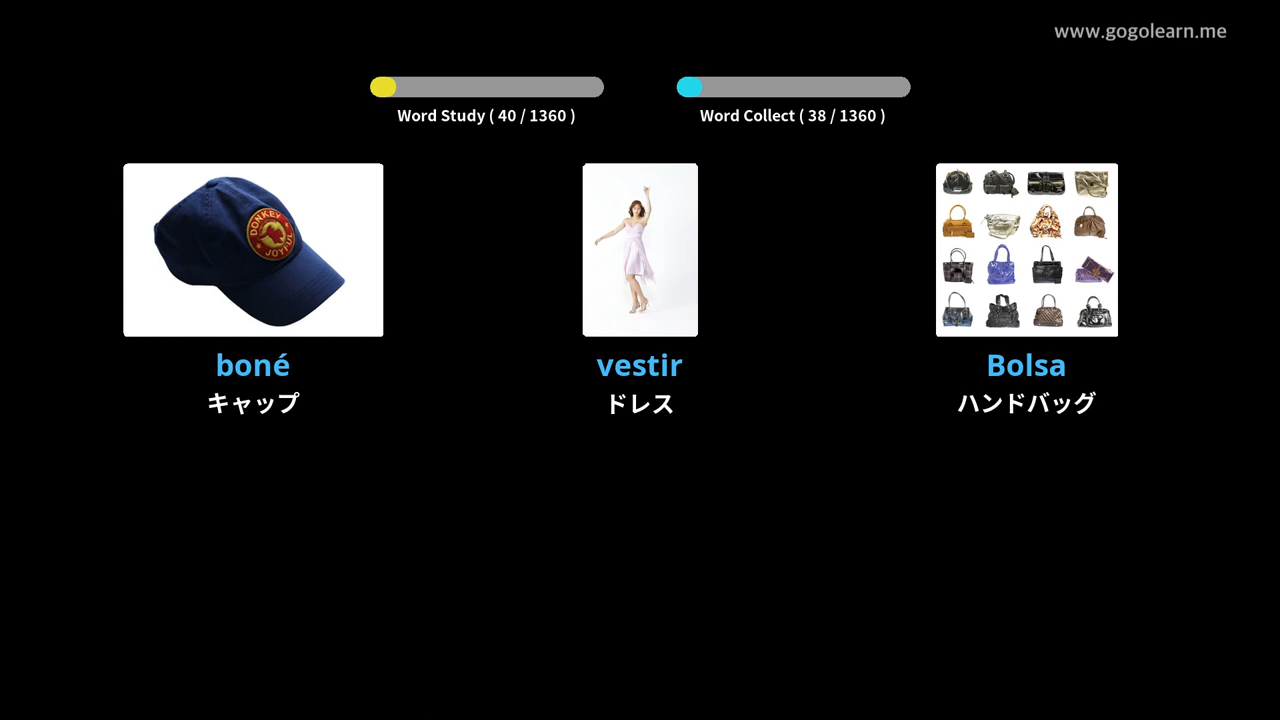 www.gogolearn.me
Word Study ( 40 / 1360 )
Word Collect ( 38 / 1360 )
DONKEY
JOYFUL
boné
vestir
Bolsa
キャップ
ドレス
ハンドバッグ